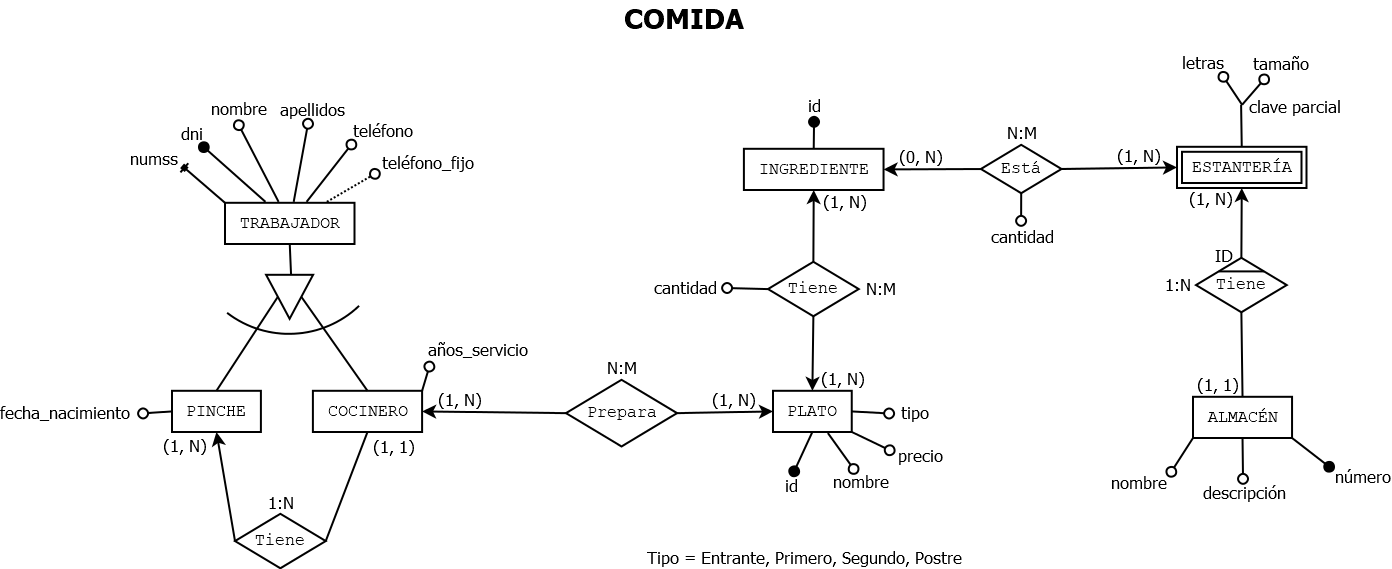 COMIDA
numss
dni
nombre
apellidos
teléfono
teléfono_fijo
TRABAJADOR
id
INGREDIENTE
(0, N)
N:M
Está
cantidad
(1, N)
letras
tamaño
clave parcial
ESTANTERÍA
(1, N)
(1, N)
cantidad
Tiene
N:M
(1, N)
ID
1:N
Tiene
(1, 1)
ALMACÉN
nombre
descripción
número
fecha_nacimiento
PINCHE
(1, N)
COCINERO
años_servicio
(1, N)
(1, 1)
1:N
Tiene
N:M
Prepara
(1, N)
PLATO
tipo
precio
nombre
id
Tipo = Entrante, Primero, Segundo, Postre